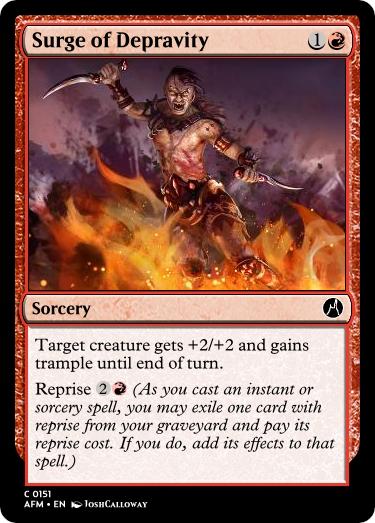 Surge of Depravity 1
Sorcery
Target creature gets +2/+2 and gains
trample until end of turn.
Reprise 2 (As you cast an instant or
sorcery spell, you may exile one card with
reprise from your graveyard and pay its
reprise cost. If you do, add its effects to that
spell.)
C 0151
AFM • EN JoshCalloway